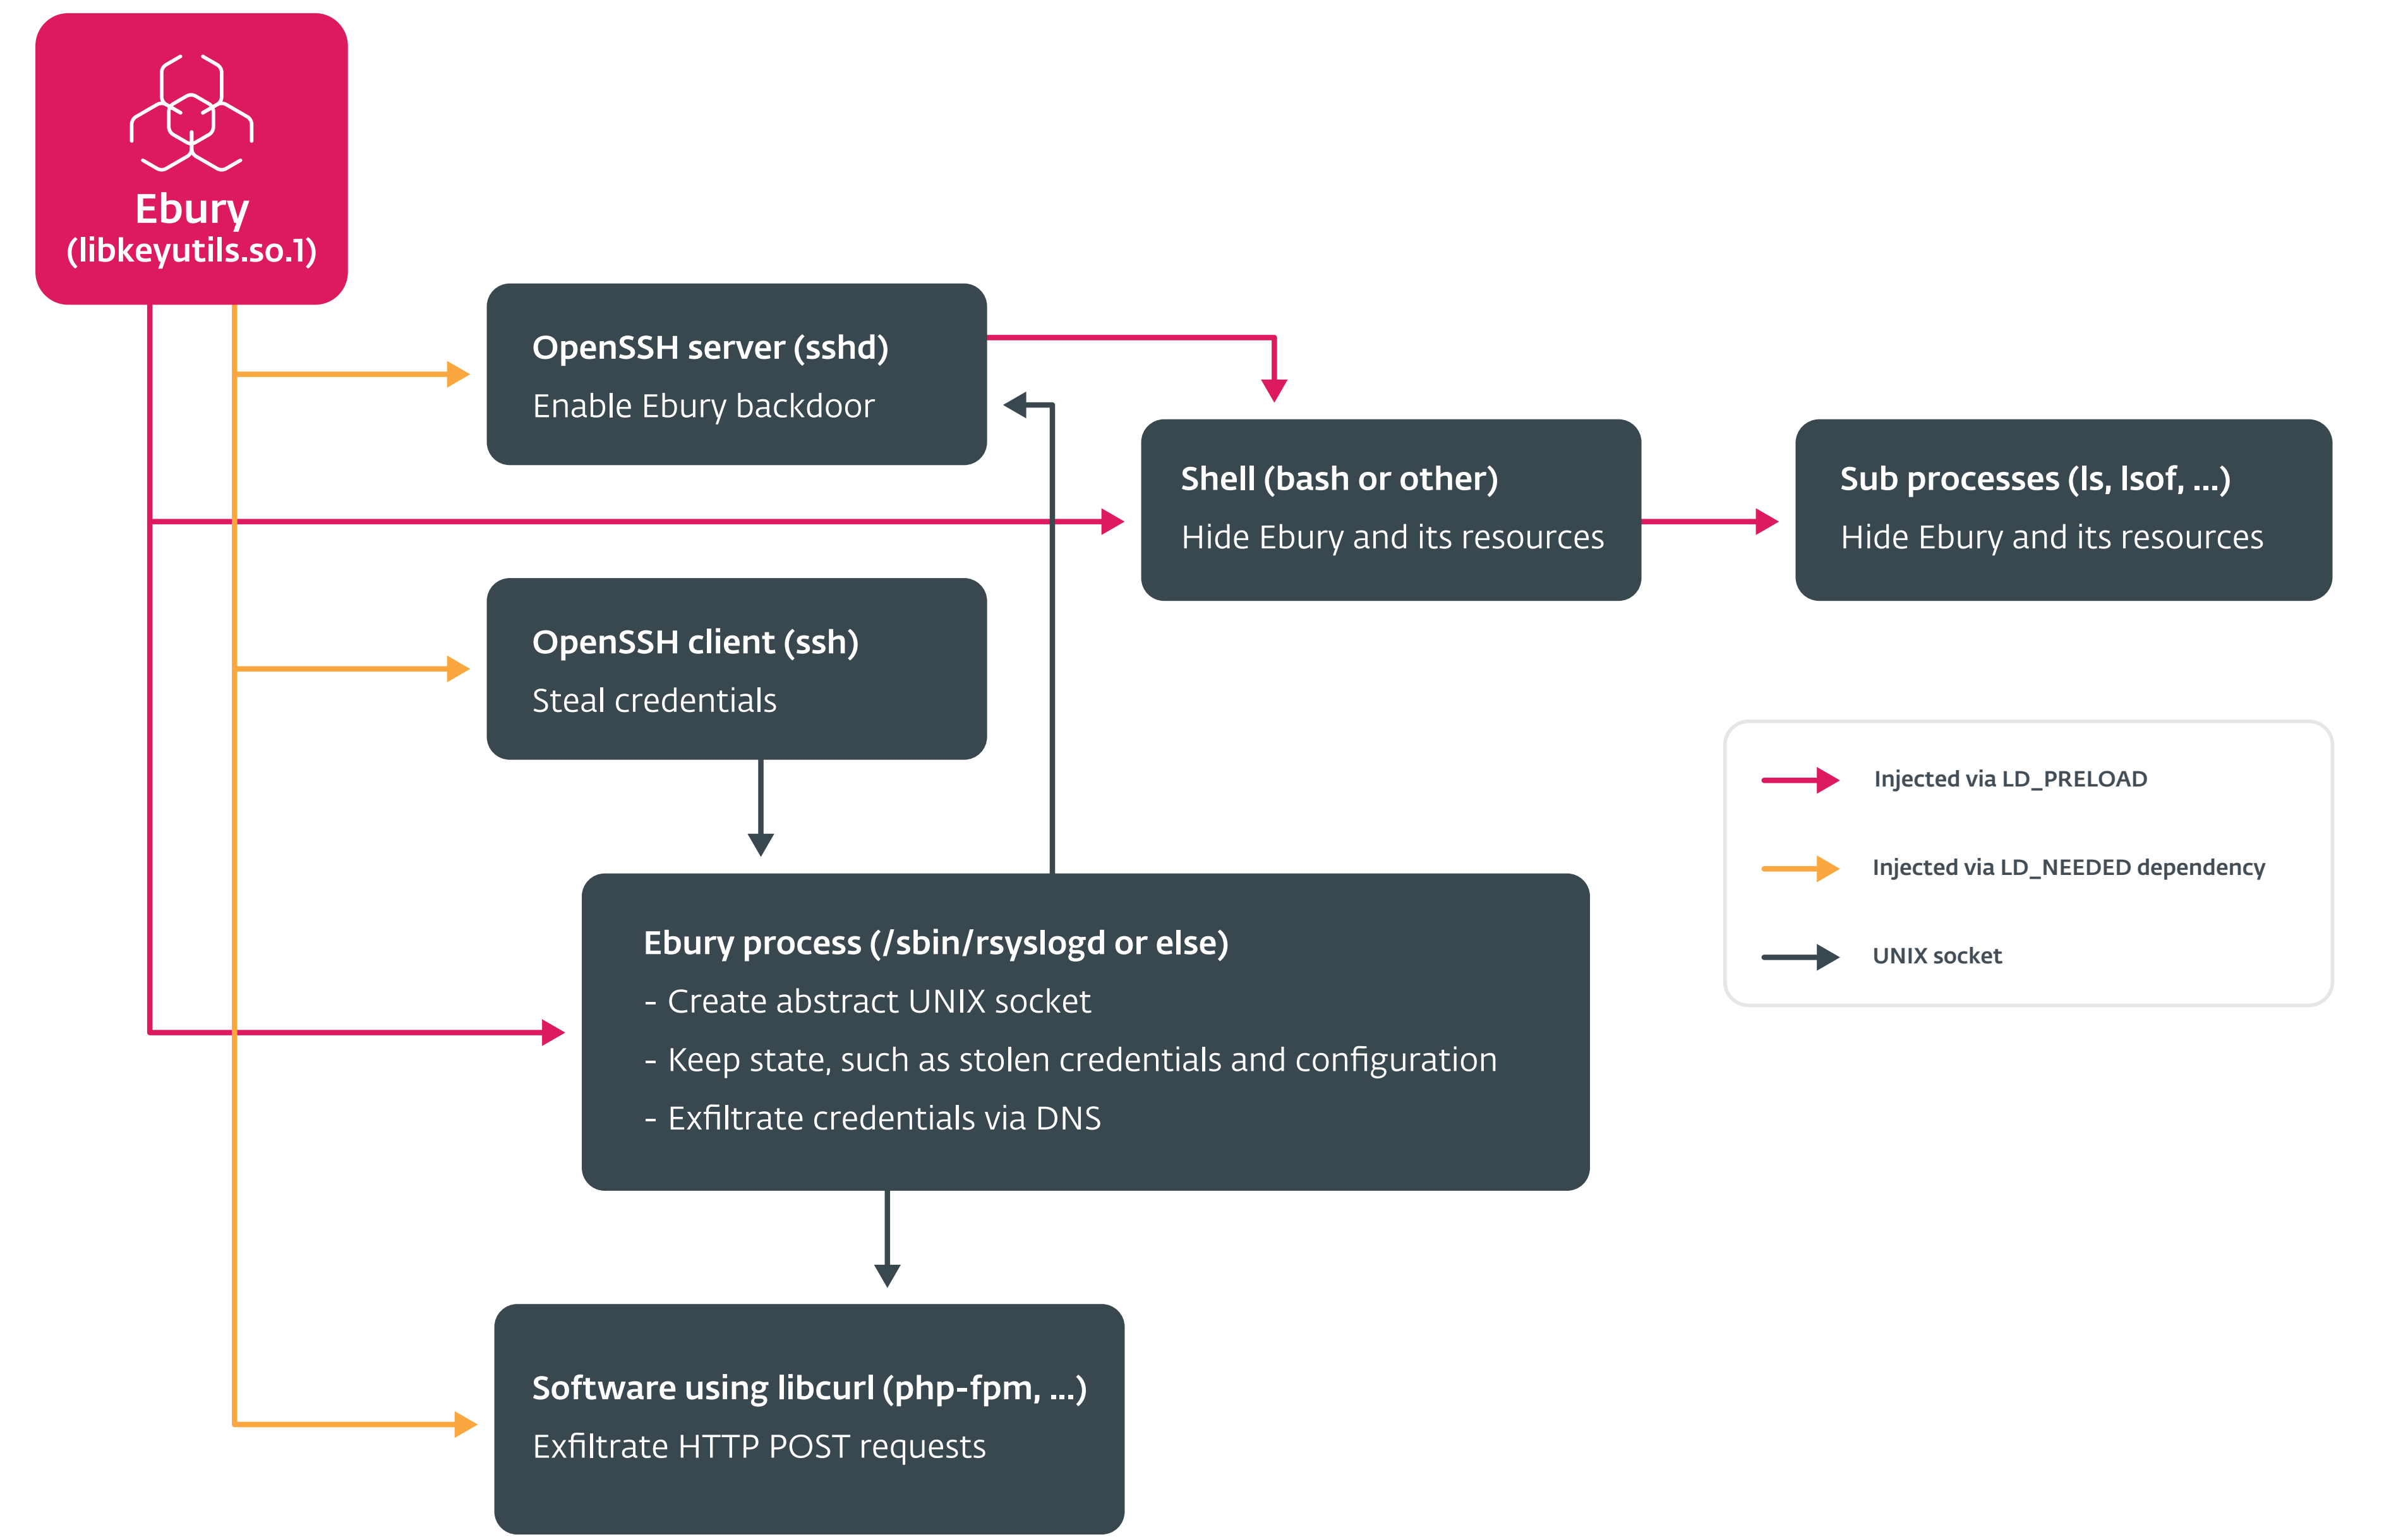 Ebury
(libkeyutils.so.1)
OpenSSH server (sshd)
Enable Ebury backdoor
Shell (bash or other)
Hide Ebury and its resources
Sub processes (ls, lsof, ...)
Hide Ebury and its resources
OpenSSH client (ssh)
Steal credentials
Injected via LD_PRELOAD
Injected via LD_NEEDED dependency
UNIX socket
Ebury process (/sbin/rsyslogd or else)
- Create abstract UNIX socket
- Keep state, such as stolen credentials and configuration
- Exfiltrate credentials via DNS
Software using libcurl (php-fpm, ...)
Exfiltrate HTTP POST requests